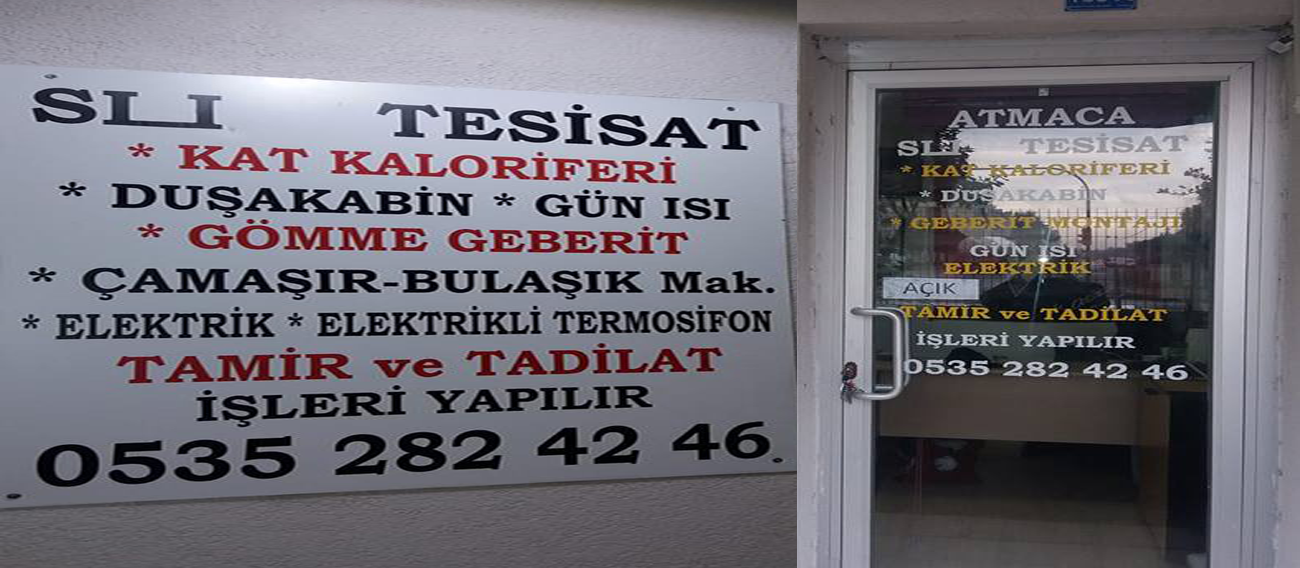 SLI TESİSAT
* KAT KALORİFERİ
* DUŞAKABİN * GÜN ISI
* GÖMME GEBERİT
* ÇAMAŞIR-BULAŞIK Mak.
* ELEKTRİK * ELEKTRİKLİ TERMOSİFON
TAMİR ve TADİLAT
İŞLERİ YAPILIR
0535 282 42 46
ATMACA
SLI TESİSAT
* KAT KALORİFERİ
* DUŞAKABİN
* GEBERİT MONTAJI
GÜN ISI
ELEKTRİK
AÇIK
TAMİR ve TADİLAT
İŞLERİ YAPILIR
0535 282 42 46